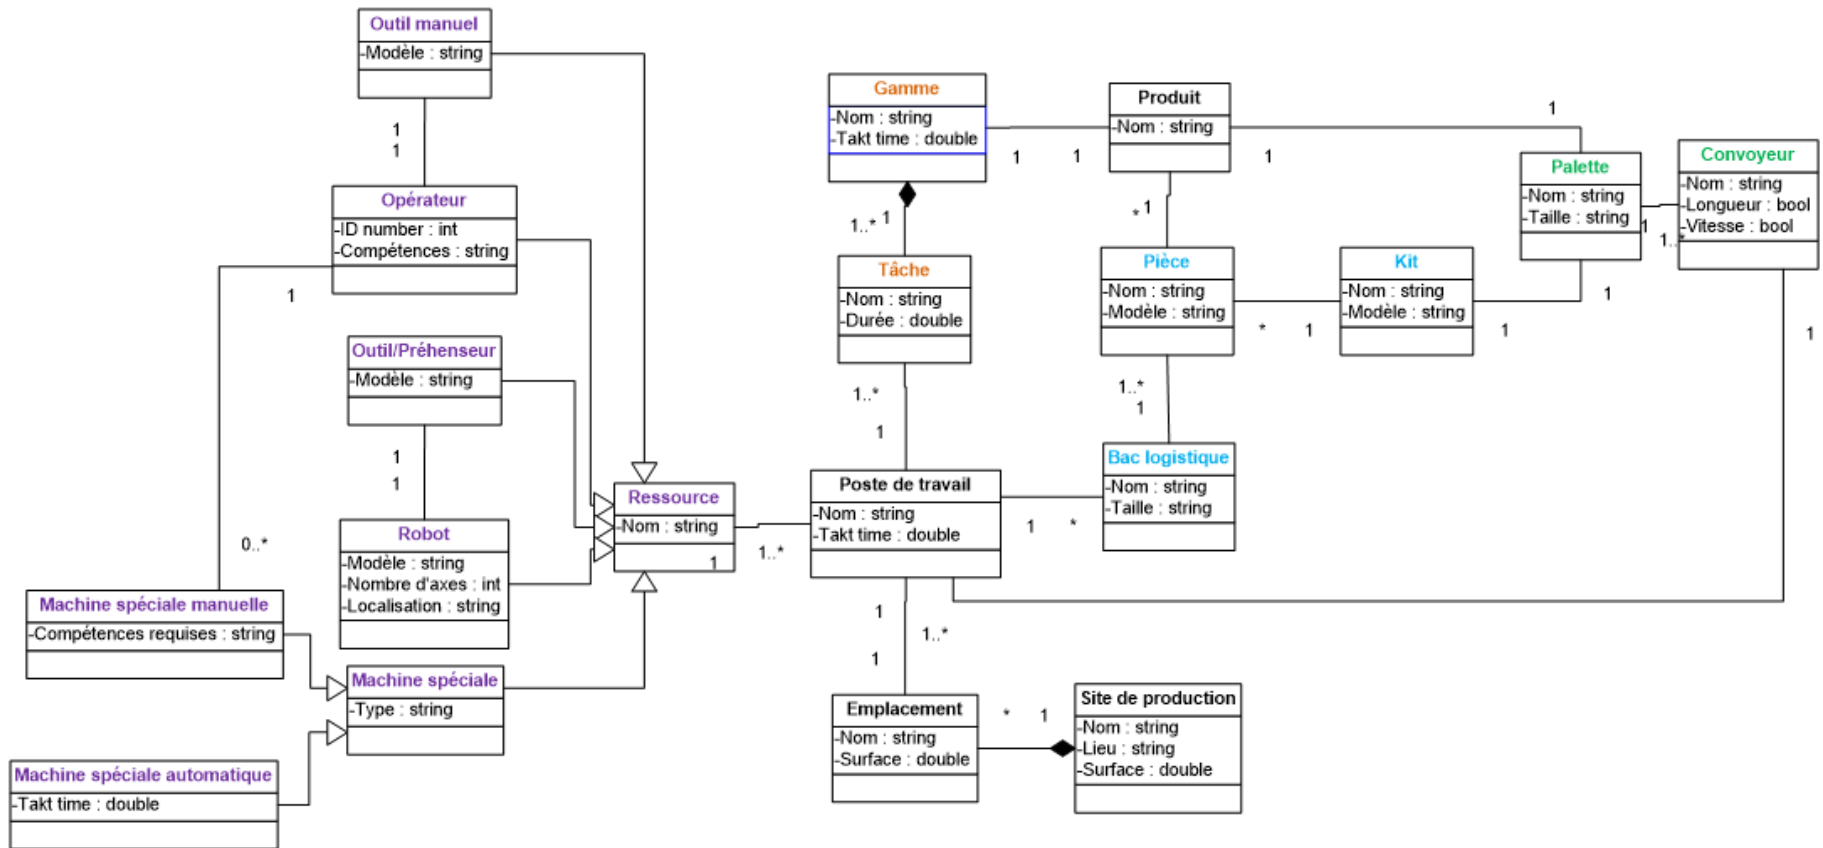 Outil manuel
-Modèle : string
1
1
Opérateur
-ID number : int
-Compétences : string
1
0..*
Outil/Préhenseur
-Modèle : string
1
1
Robot
-Modèle : string
-Nombre d'axes : int
-Localisation : string
Machine spéciale manuelle
-Compétences requises : string
Machine spéciale
-Type : string
Machine spéciale automatique
-Takt time : double
Ressource
-Nom : string
1
1..*
Gamme
-Nom : string
-Takt time : double
1
1
1..*
1
Tâche
-Nom : string
-Durée : double
1..*
1
Poste de travail
-Nom : string
-Takt time : double
1
*
1
1..*
1
Emplacement
-Nom : string
-Surface : double
*
1
Site de production
-Nom : string
-Lieu : string
-Surface : double
Produit
-Nom : string
1
1
*
1
Pièce
-Nom : string
-Modèle : string
*
1
1..*
1
Bac logistique
-Nom : string
-Taille : string
Kit
-Nom : string
-Modèle : string
1
1
Palette
-Nom : string
-Taille : string
1
1..*
Convoyeur
-Nom : string
-Longueur : bool
-Vitesse : bool
1